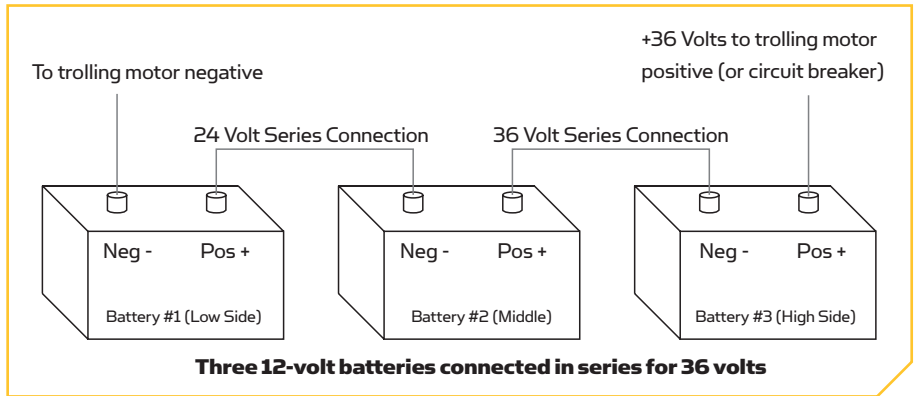 +36 Volts to trolling motor
positive (or circuit breaker)
To trolling motor negative
24 Volt Series Connection
36 Volt Series Connection
Neg - Pos +
Battery #1 (Low Side)
Neg - Pos +
Battery #2 (Middle)
Neg - Pos +
Battery #3 (High Side)
Three 12-volt batteries connected in series for 36 volts